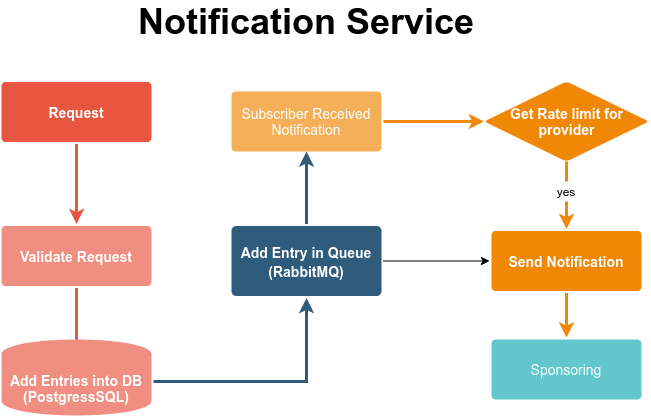 Notification Service
Request
Validate Request
Add Entries into DB
(PostgressSQL)
Add Entry in Queue
(RabbitMQ)
Subscriber Received
Notification
Get Rate limit for
provider
yes
Send Notification
Sponsoring